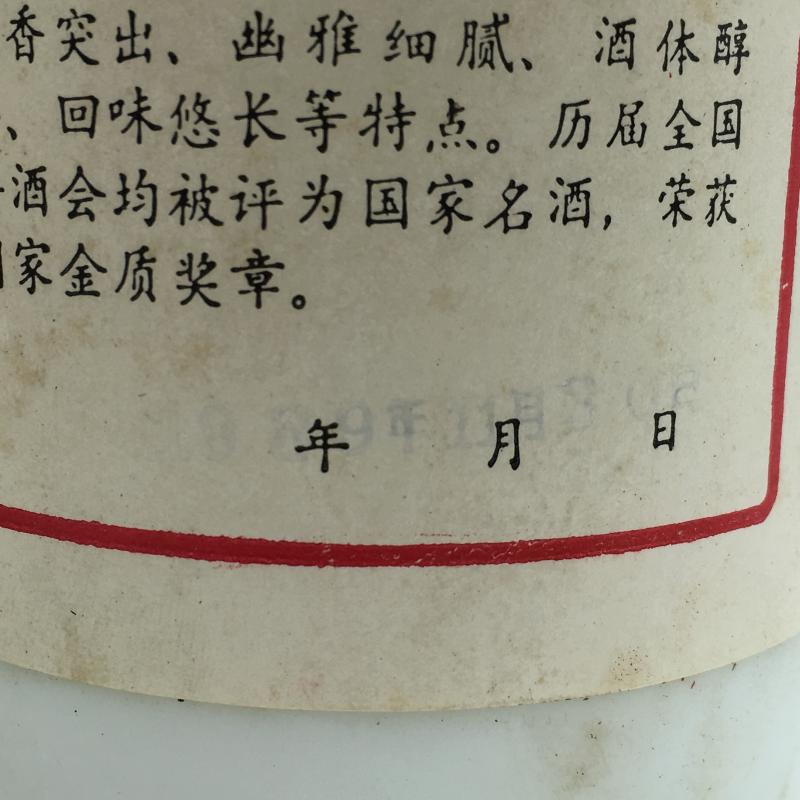 香突出、幽雅细腻、酒体醇
、回味悠长等特点。历届全国
酒会均被评为国家名酒，荣获
家金质奖章。
年 月 日